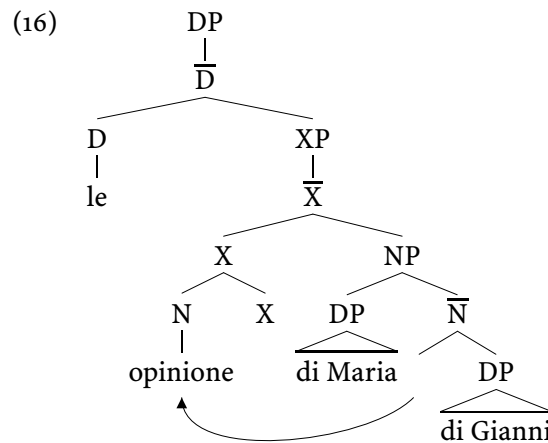 (16) DP
D̅
D XP
le X̅
X NP
N X DP N̅
opinione di Maria DP
di Gianni